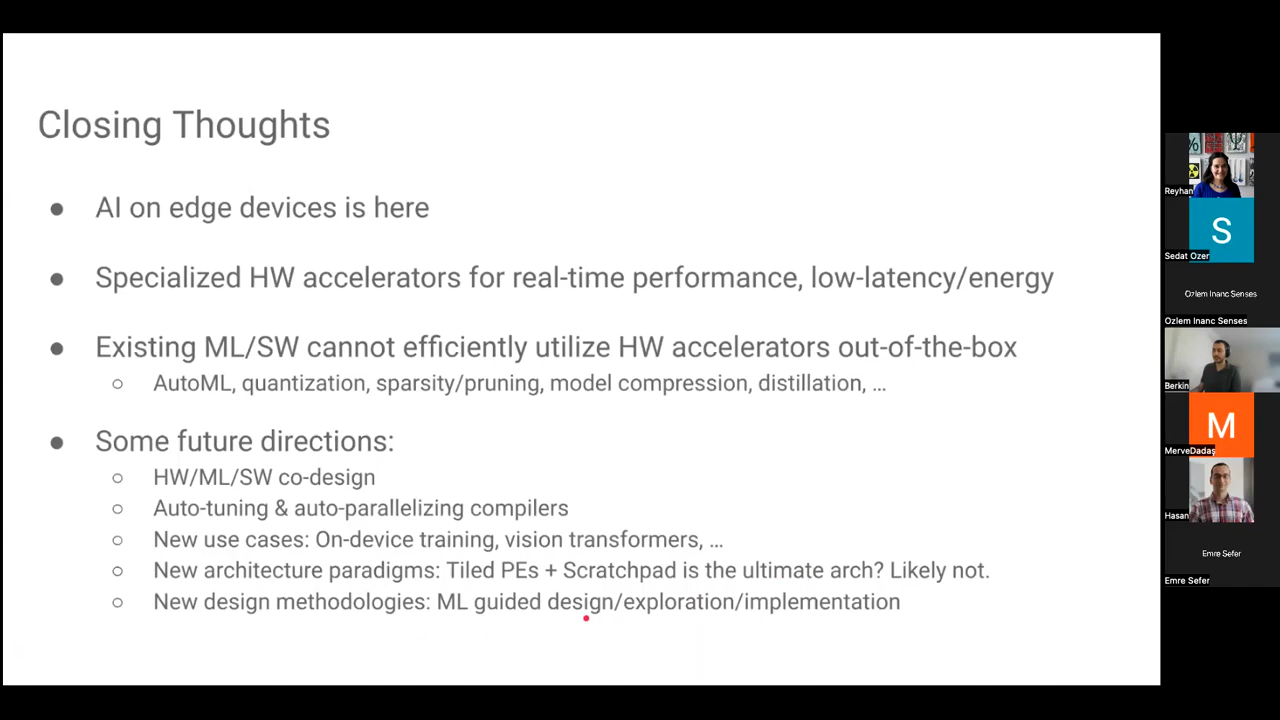 Closing Thoughts
● AI on edge devices is here
● Specialized HW accelerators for real-time performance, low-latency/energy
● Existing ML/SW cannot efficiently utilize HW accelerators out-of-the-box
○ AutoML, quantization, sparsity/pruning, model compression, distillation, …
● Some future directions:
○ HW/ML/SW co-design
○ Auto-tuning & auto-parallelizing compilers
○ New use cases: On-device training, vision transformers, …
○ New architecture paradigms: Tiled PEs + Scratchpad is the ultimate arch? Likely not.
○ New design methodologies: ML guided design/exploration/implementation
%
Reyhan
S
Sedat Ozer
Ozlem Inanc Senses
Ozlem Inanc Senses
Berkin
M
MerveDadaş
Hasan
Emre Sefer
Emre Sefer